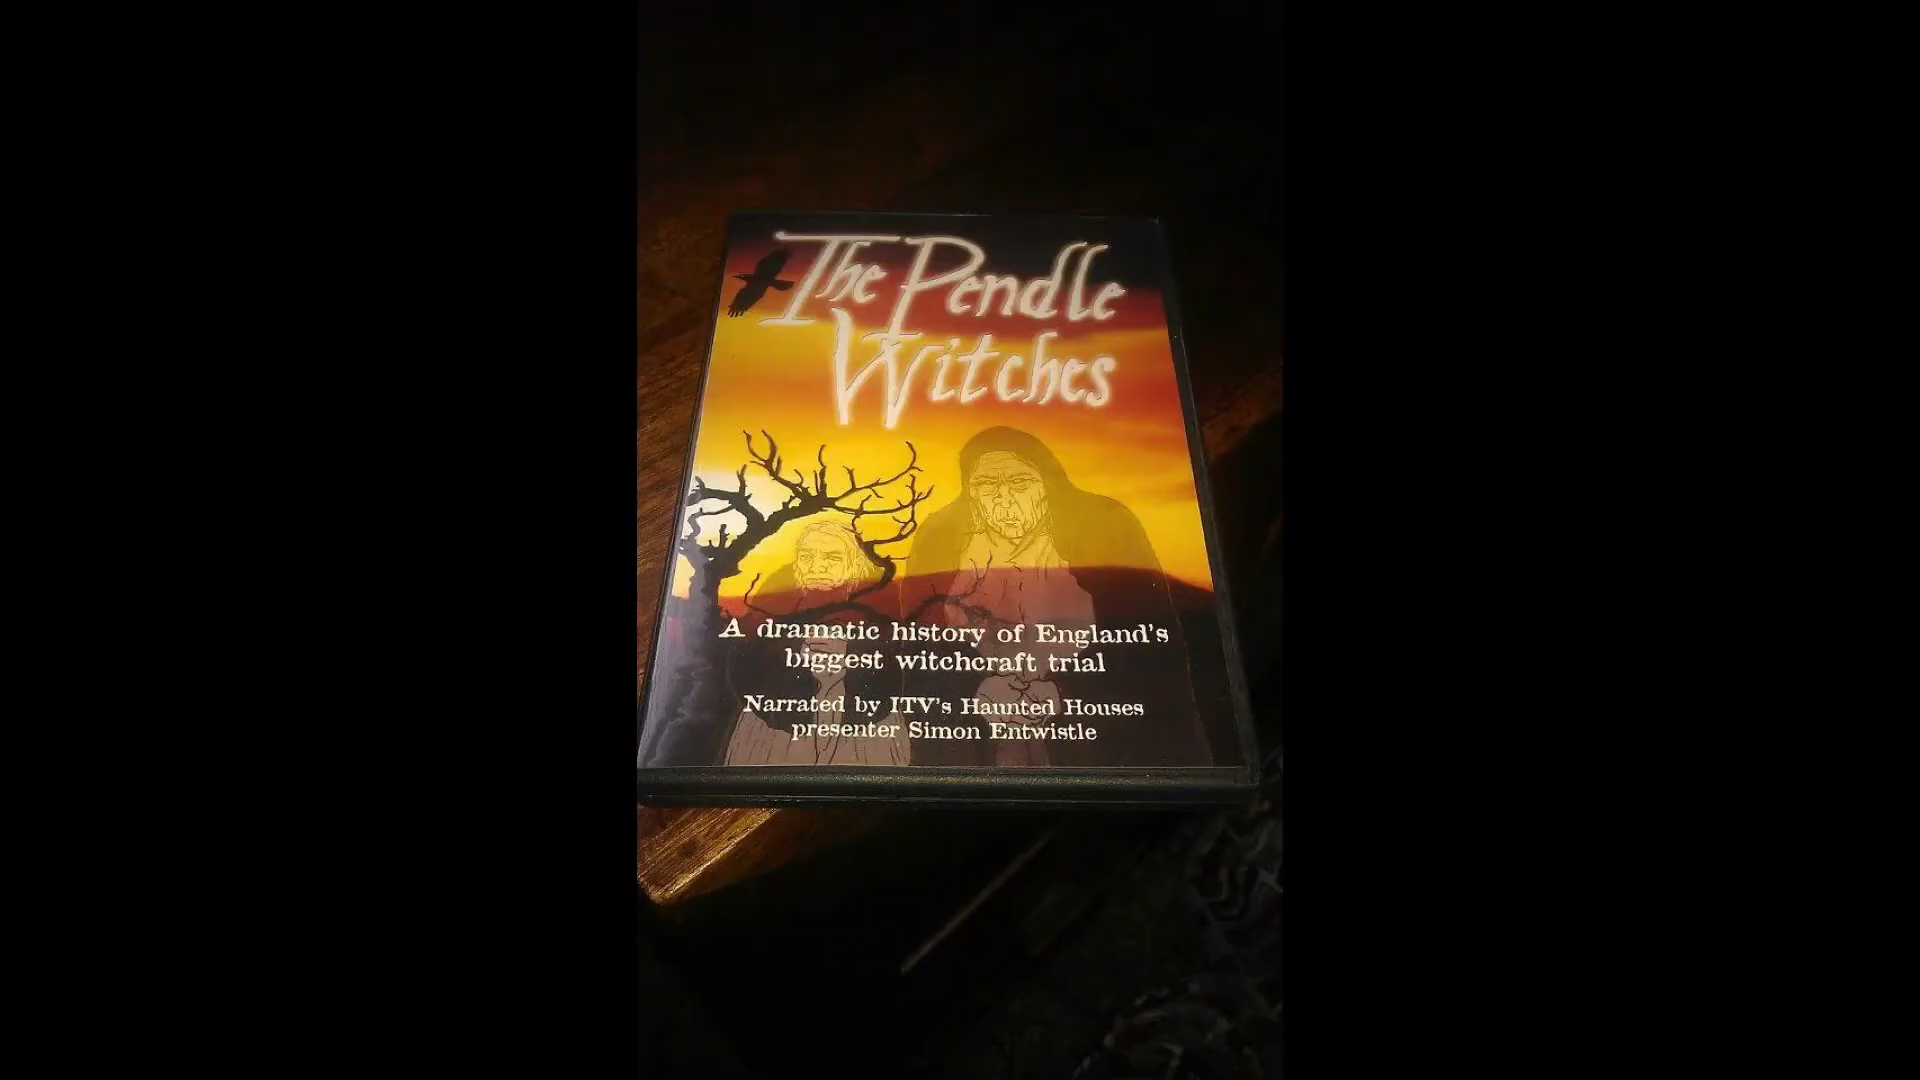 The Pendle
Witches
A dramatic history of England's
biggest witchcraft trial
Narrated by ITV's Haunted Houses
presenter Simon Entwistle